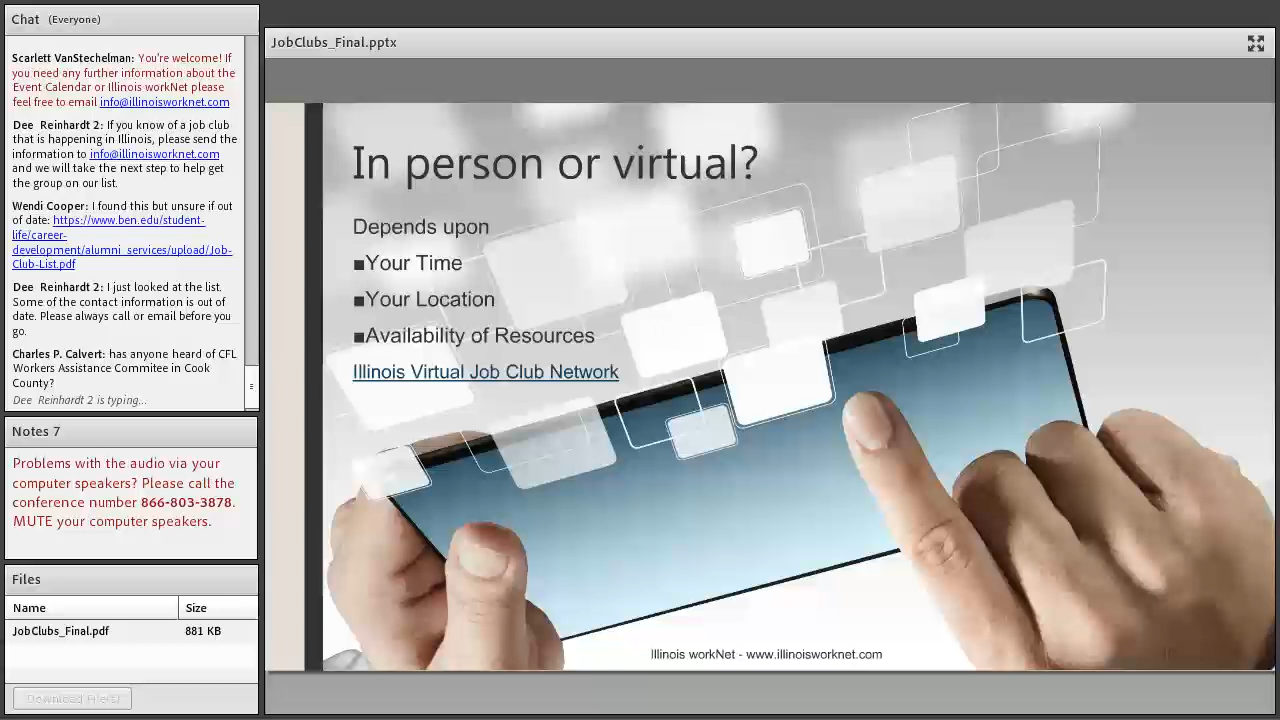 Chat (Everyone)
Scarlett VanStechelman: You're welcome! If
you need any further information about the
Event Calendar or Illinois workNet please
feel free to email info@illinoisworknet.com
Dee Reinhardt 2: If you know of a job club
that is happening in Illinois, please send the
information to info@illinoisworknet.com
and we will take the next step to help get
the group on our list.
Wendi Cooper: I found this but unsure if out
of date: https://www.ben.edu/student-
life/career-
development/alumni_services/upload/Job-
Club-List.pdf
Dee Reinhardt 2: I just looked at the list.
Some of the contact information is out of
date. Please always call or email before you
go.
Charles P. Calvert: has anyone heard of CFL
Workers Assistance Commitee in Cook
County?
Dee Reinhardt 2 is typing...
Notes 7
Problems with the audio via your
computer speakers? Please call the
conference number 866-803-3878.
MUTE your computer speakers.
Files
Name Size
JobClubs_Final.pdf 881 KB
Download File(s)
JobClubs_Final.pptx
In person or virtual?
Depends upon
■Your Time
■Your Location
■Availability of Resources
Illinois Virtual Job Club Network
Illinois workNet - www.illinoisworknet.com